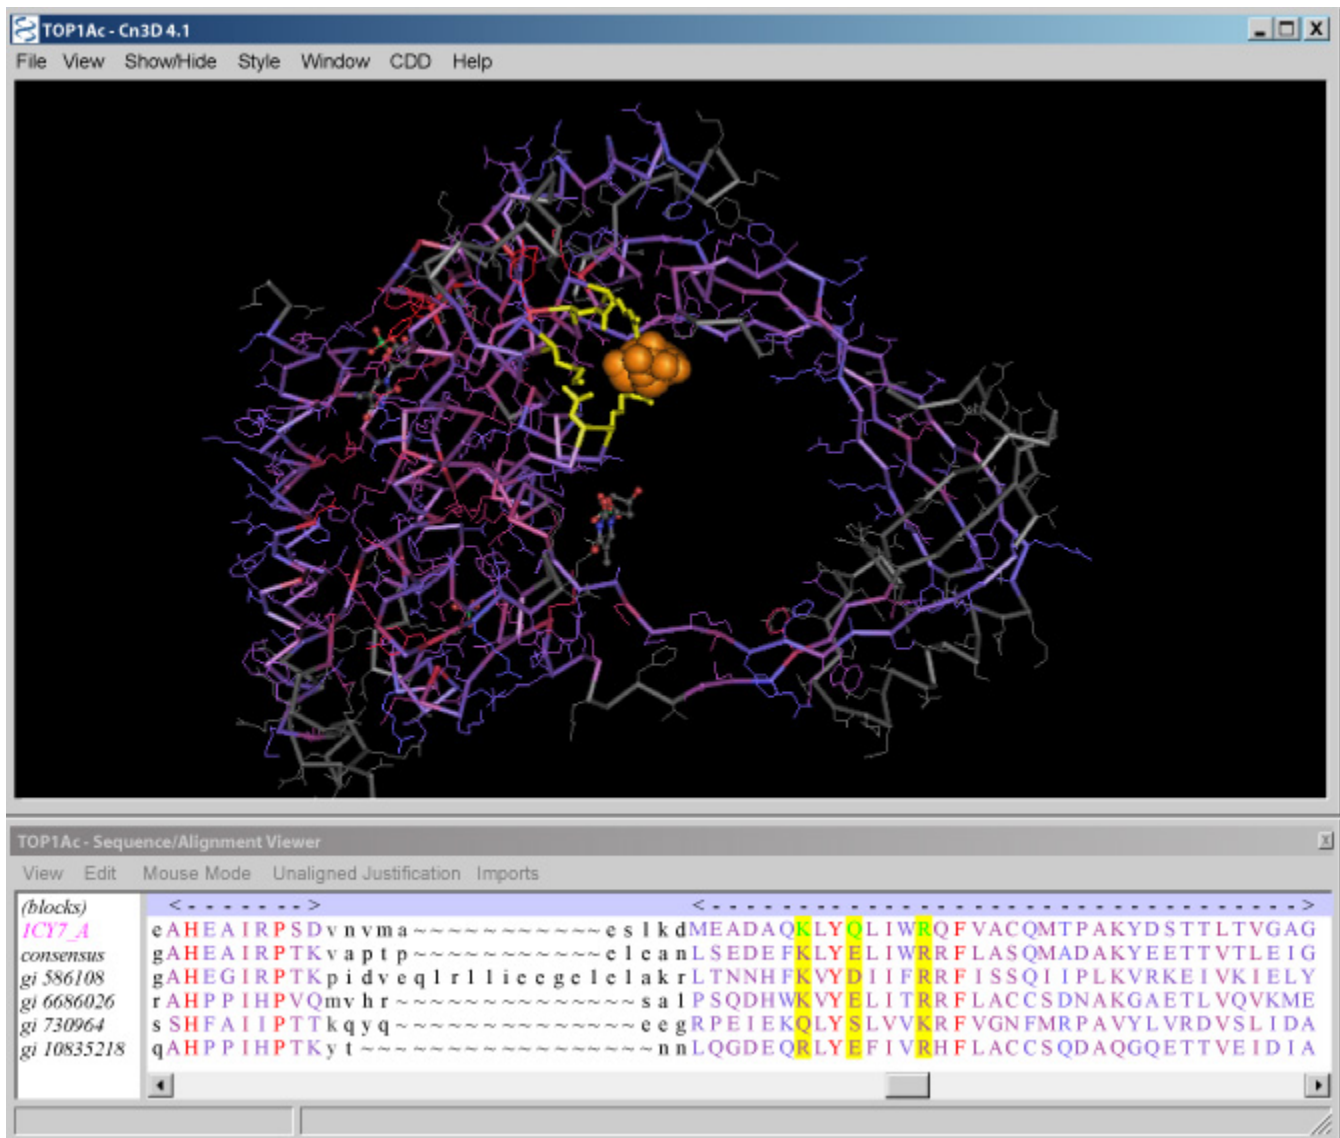 TOP1Ac - Cn3D 4.1
File View Show/Hide Style Window CDD Help
TOP1Ac - Sequence/Alignment Viewer
View Edit Mouse Mode Unaligned Justification Imports
(blocks) <-------> <---------------------------------->
1CY7_A eAHEAIRPSDvnvma~~~~~~~~~~~eslkdMEADAQKLYQLIWRQFVACQMTPAKYDSTTLTVGAG
consensus gAHEAIRPTKvaptp~~~~~~~~~~~eleanLSEDEFKLYELIWRRFLASQMADAKYEETTVTLEIG
gi 586108 gAHEGIRPTKpidveqlrllieegelelakrLTNNHFKVYDIIFRRFISSQIIPLKVRKEIVKIELY
gi 6686026 rAHPPIHPVQmvhr~~~~~~~~~~~~~~salPSQDHWKVYELITRRFLACCSDNAKGAETLVQVKME
gi 730964 sSHFAIIPTTkqyq~~~~~~~~~~~~~~eegRPEIEKQLYSLVVKRFVGNFMRPAVYLVRDVSLIDA
gi 10835218 qAHPPIHPTKyt~~~~~~~~~~~~~~~~~nnLQGDEQRLYEFIVRHFLACCSQDAQGQETTVEIDIA